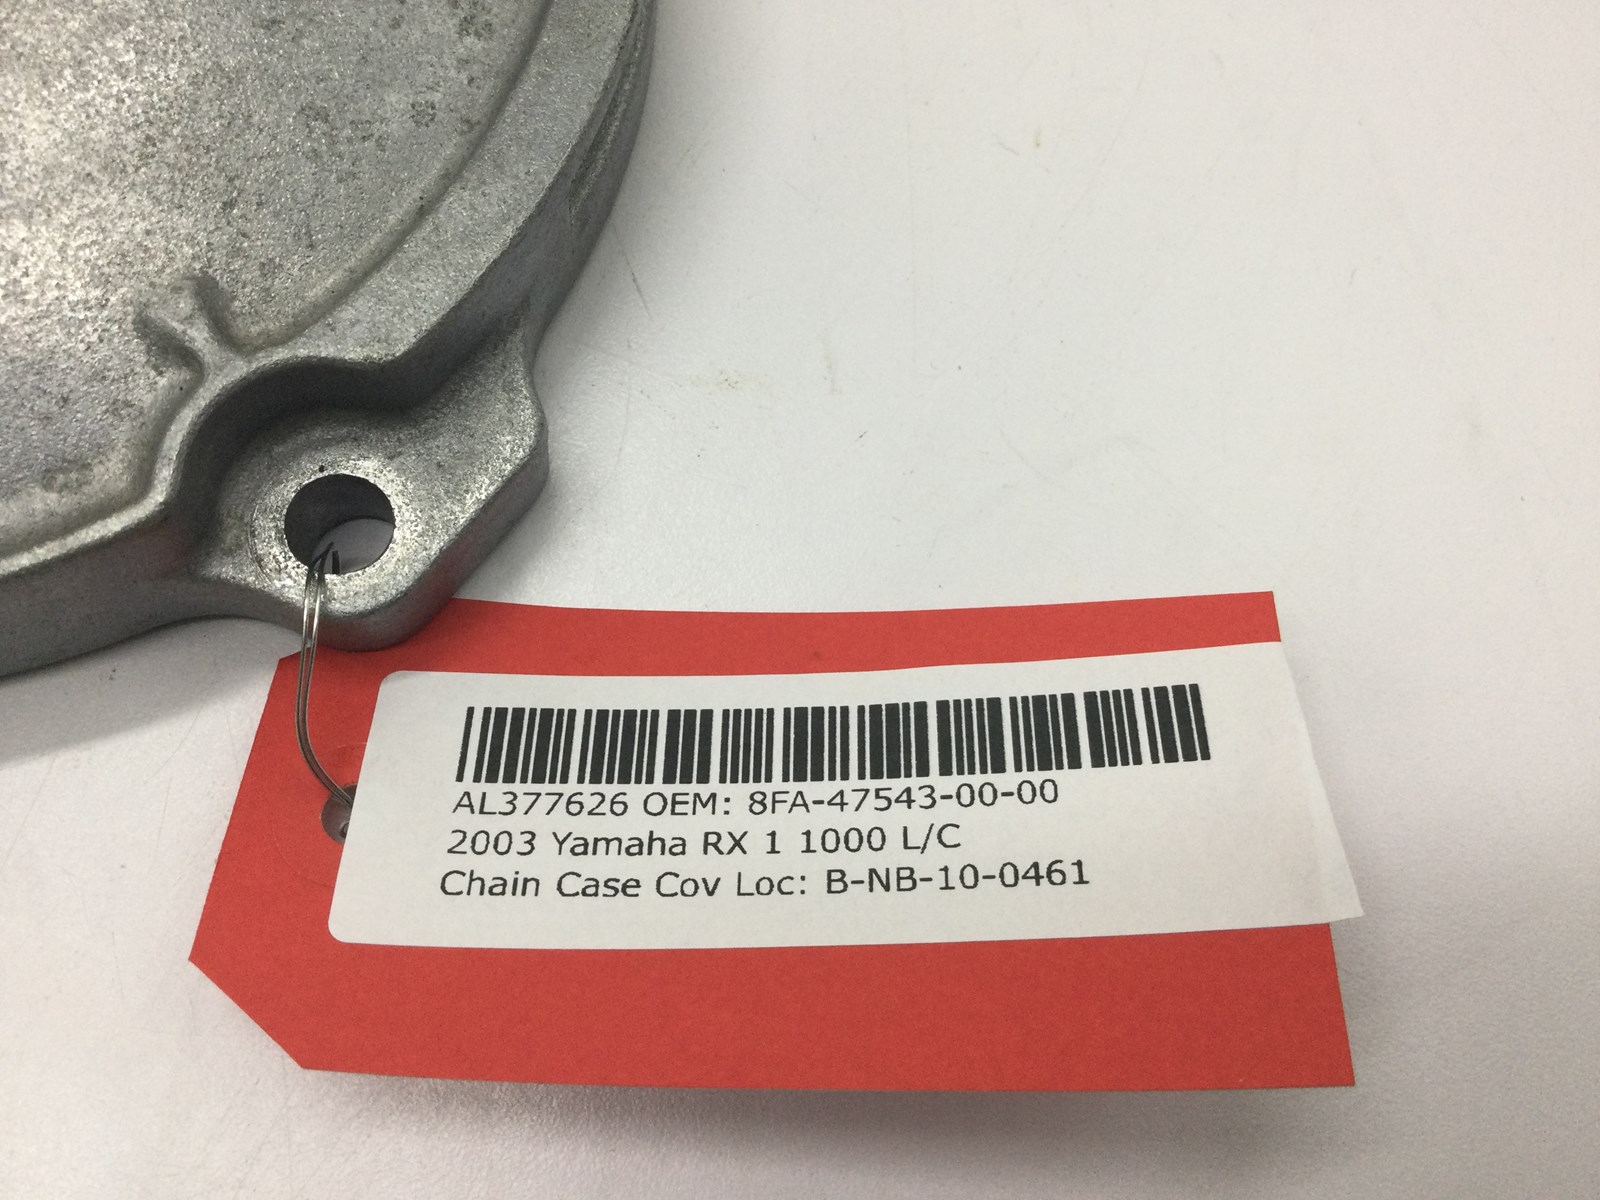 AL377626 OEM: 8FA-47543-00-00
2003 Yamaha RX 1 1000 L/C
Chain Case Cov Loc: B-NB-10-0461